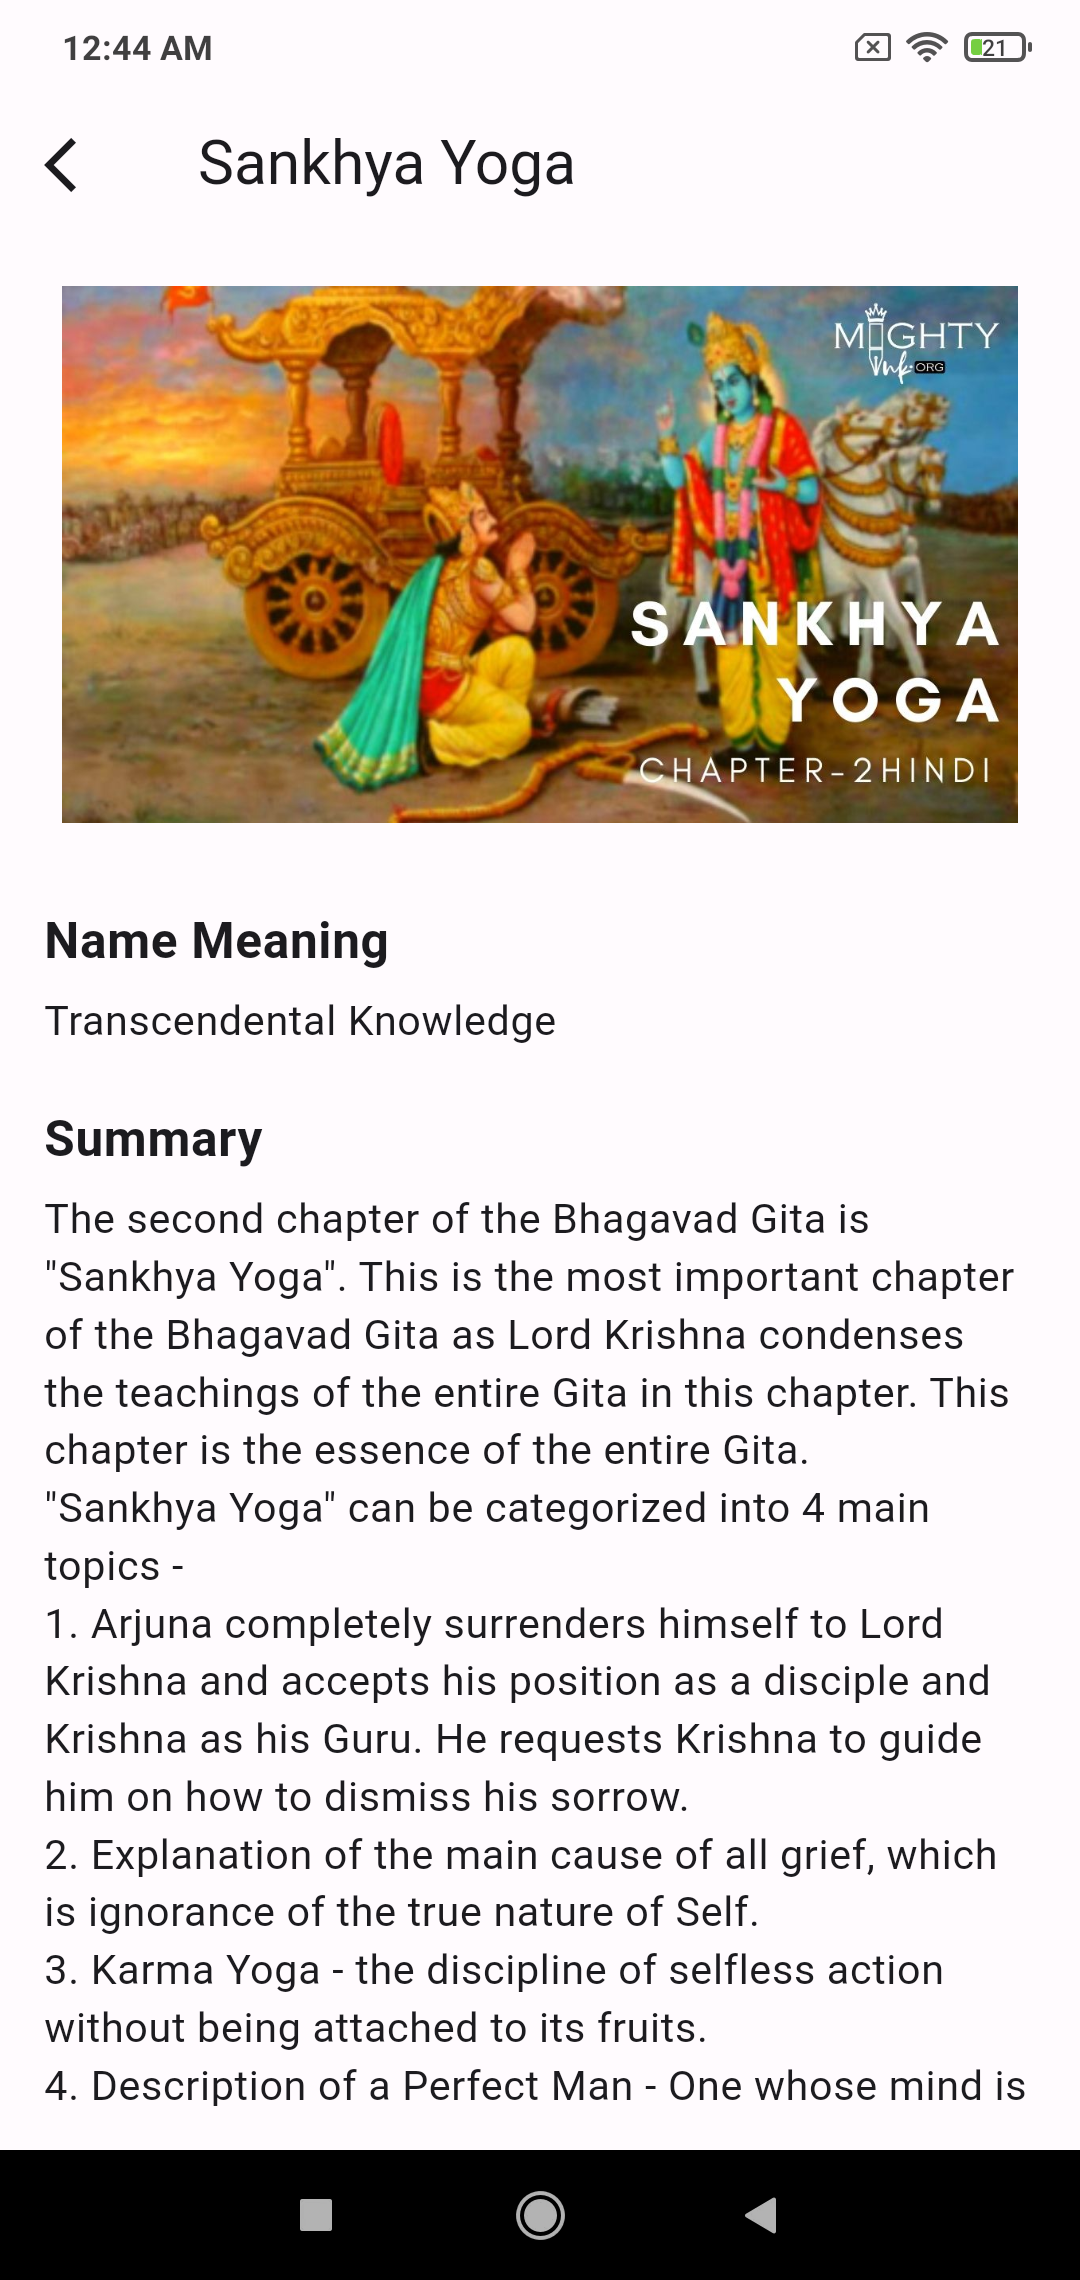 12:44 AM
21
Sankhya Yoga
MIGHTY
Ink.ORG
SANKHYA
YOGA
CHAPTER-2HINDI
Name Meaning
Transcendental Knowledge
Summary
The second chapter of the Bhagavad Gita is
"Sankhya Yoga". This is the most important chapter
of the Bhagavad Gita as Lord Krishna condenses
the teachings of the entire Gita in this chapter. This
chapter is the essence of the entire Gita.
"Sankhya Yoga" can be categorized into 4 main
topics -
1. Arjuna completely surrenders himself to Lord
Krishna and accepts his position as a disciple and
Krishna as his Guru. He requests Krishna to guide
him on how to dismiss his sorrow.
2. Explanation of the main cause of all grief, which
is ignorance of the true nature of Self.
3. Karma Yoga - the discipline of selfless action
without being attached to its fruits.
4. Description of a Perfect Man - One whose mind is